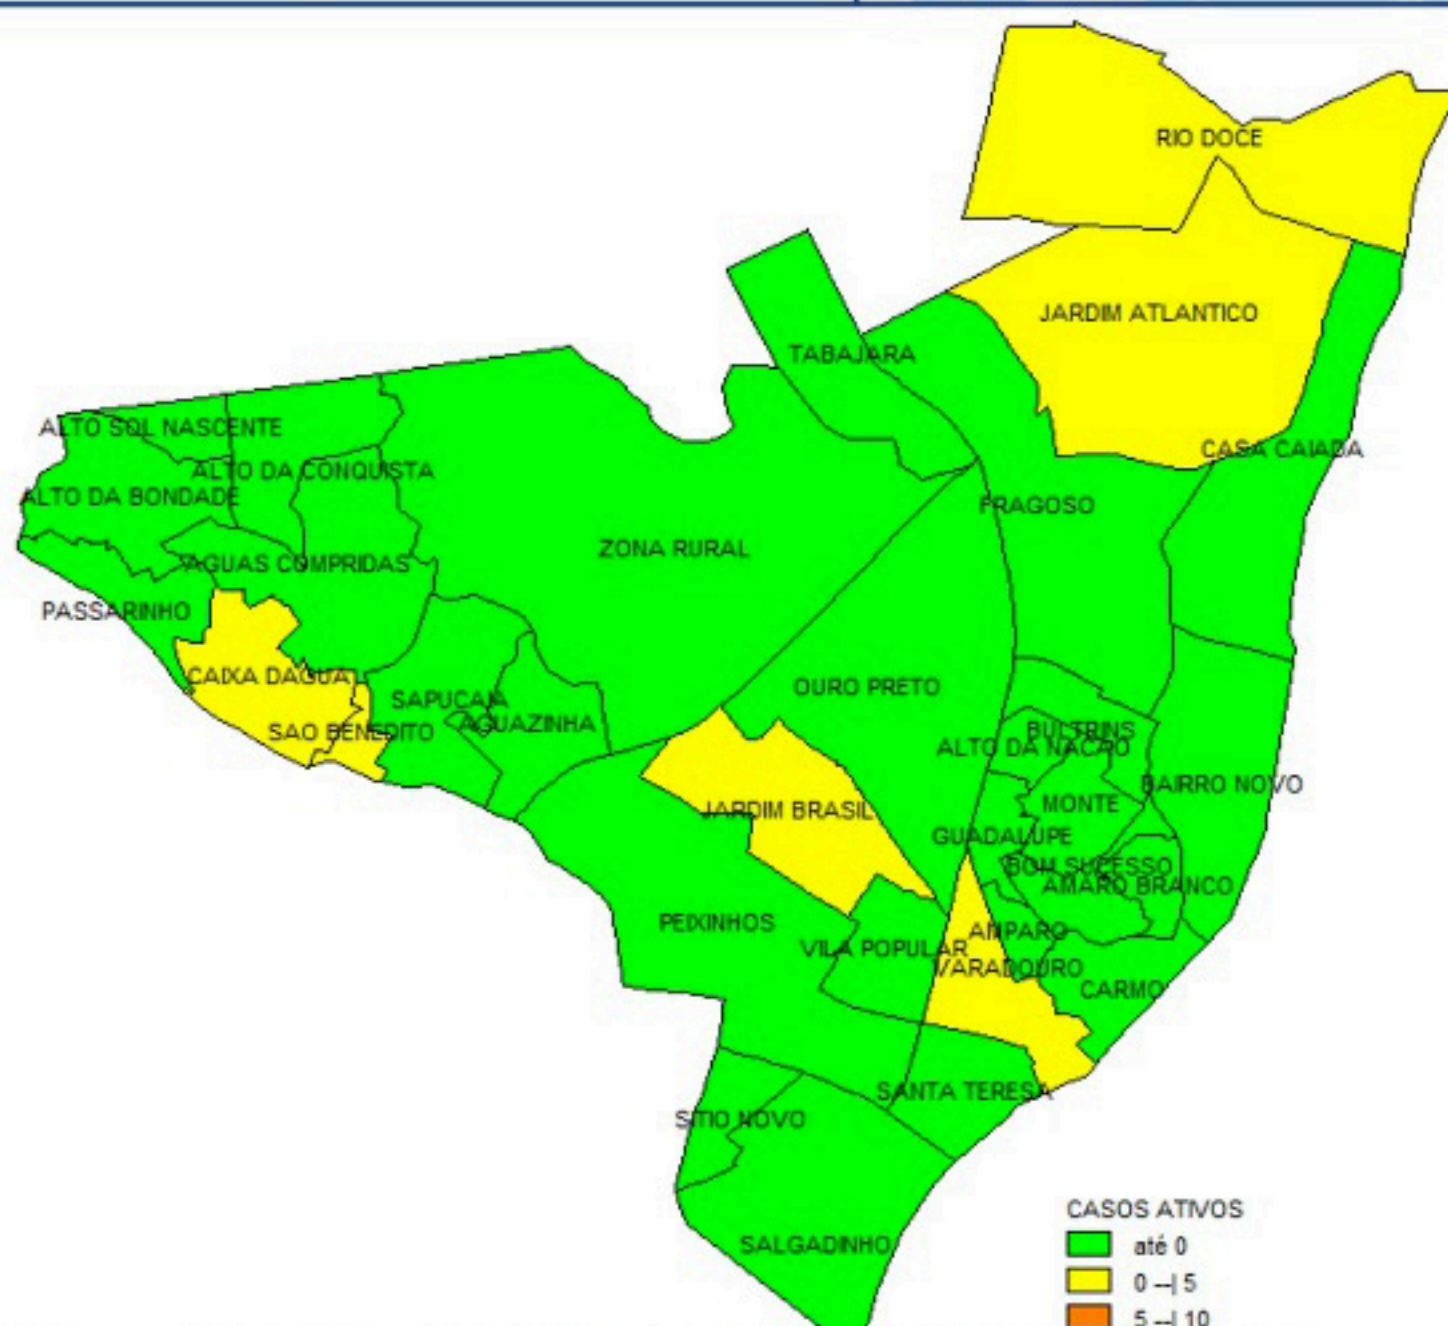 RIO DOCE
JARDIM ATLANTICO
TABAJARA
ALTO SOL NASCENTE
CASA CAIADA
ALTO DA CONQUISTA
ALTO DA BONDADE
FRAGOSO
ZONA RURAL
AGUAS COMPRIDAS
PASSARINHO
CAIXA DAGUA
OURO PRETO
SAPUCAIA
AGUAZINHA
SAO BENEDITO
BULTRINS
ALTO DA NACAO
BAIRRO NOVO
MONTE
JARDIM BRASIL
GUADALUPE
BOM SUCESSO
AMARO BRANCO
PEIXINHOS
AMPARO
VILA POPULAR
VARADOURO
CARMO
SANTA TERESA
SITIO NOVO
SALGADINHO
CASOS ATIVOS
até 0
0 --| 5
5 --| 10